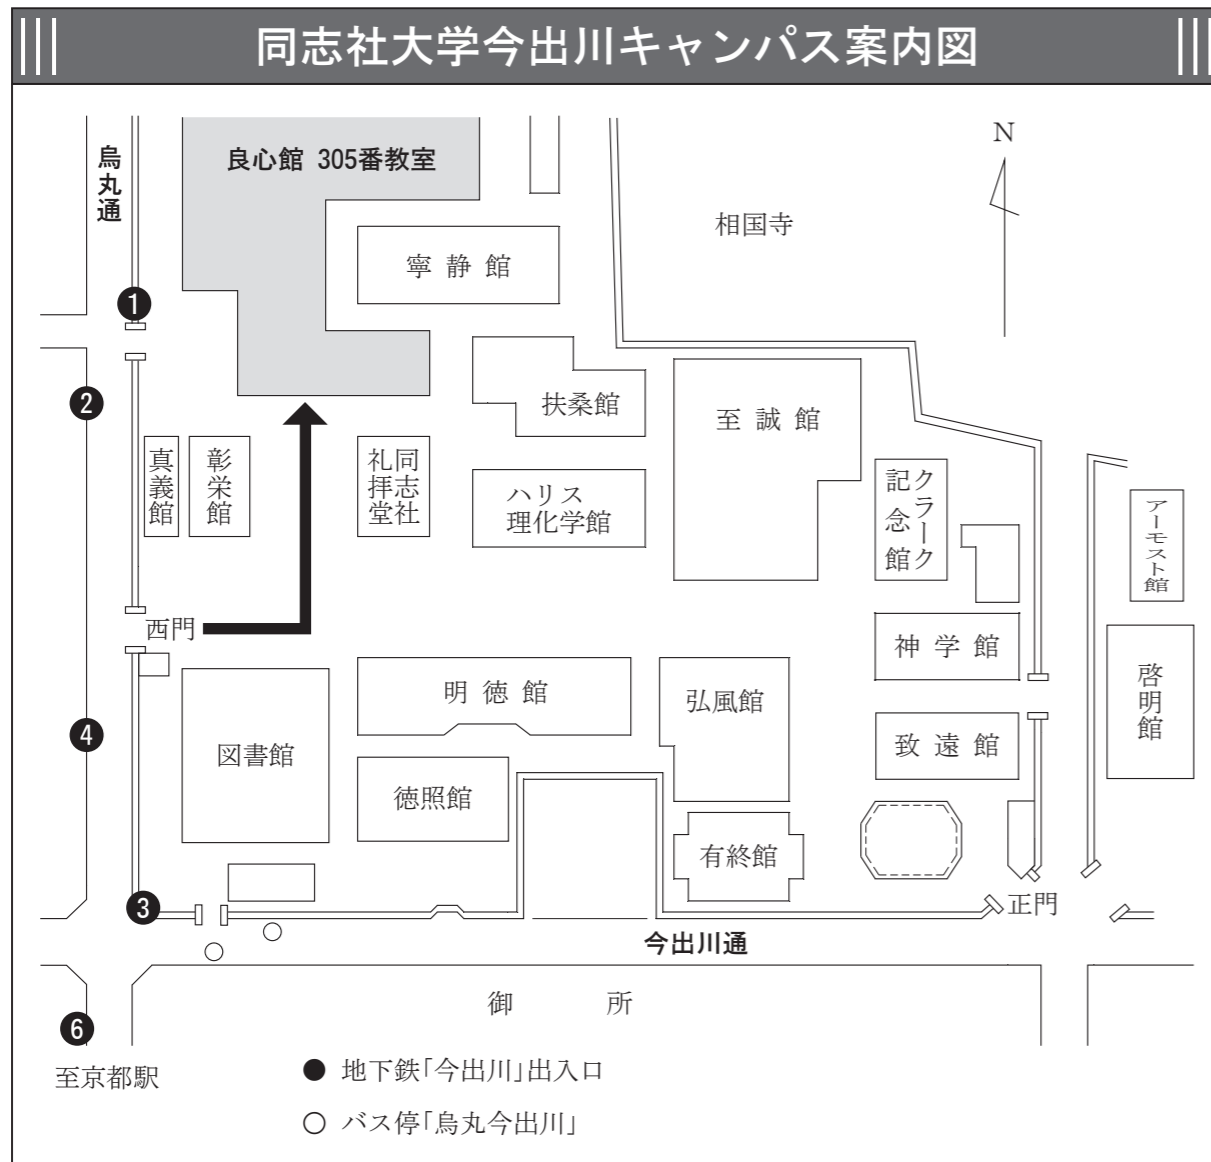 同志社大学今出川キャンパス案内図
烏丸通
良心館 305番教室
N
相国寺
寧静館
1
2
扶桑館
至誠館
真義館
彰栄館
同志社
礼拝堂
ハリス
理化学館
クラーク
記念館
アーモスト館
西門
神学館
啓明館
明徳館
弘風館
4
図書館
致遠館
徳照館
有終館
3
正門
今出川通
御所
6
至京都駅
● 地下鉄「今出川」出入口
○ バス停「烏丸今出川」